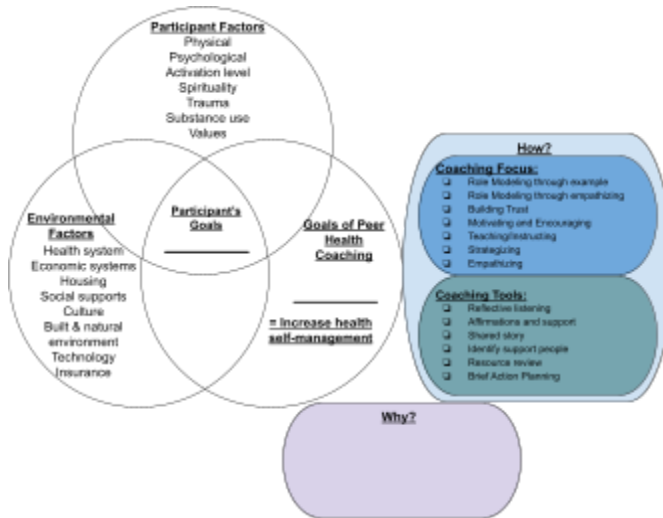 Participant Factors
Physical
Psychological
Activation level
Spirituality
Trauma
Substance use
Values
Environmental
Factors
Health system
Economic systems
Housing
Social supports
Culture
Built & natural
environment
Technology
Insurance
Participant's
Goals
Goals of Peer
Health
Coaching
= Increase health
self-management
How?
Coaching Focus:
Role Modeling through example
Role Modeling through empathizing
Building Trust
Motivating and Encouraging
Teaching/instructing
Strategizing
Empathizing
Coaching Tools:
Reflective listening
Affirmations and support
Shared story
Identify support people
Resource review
Brief Action Planning
Why?